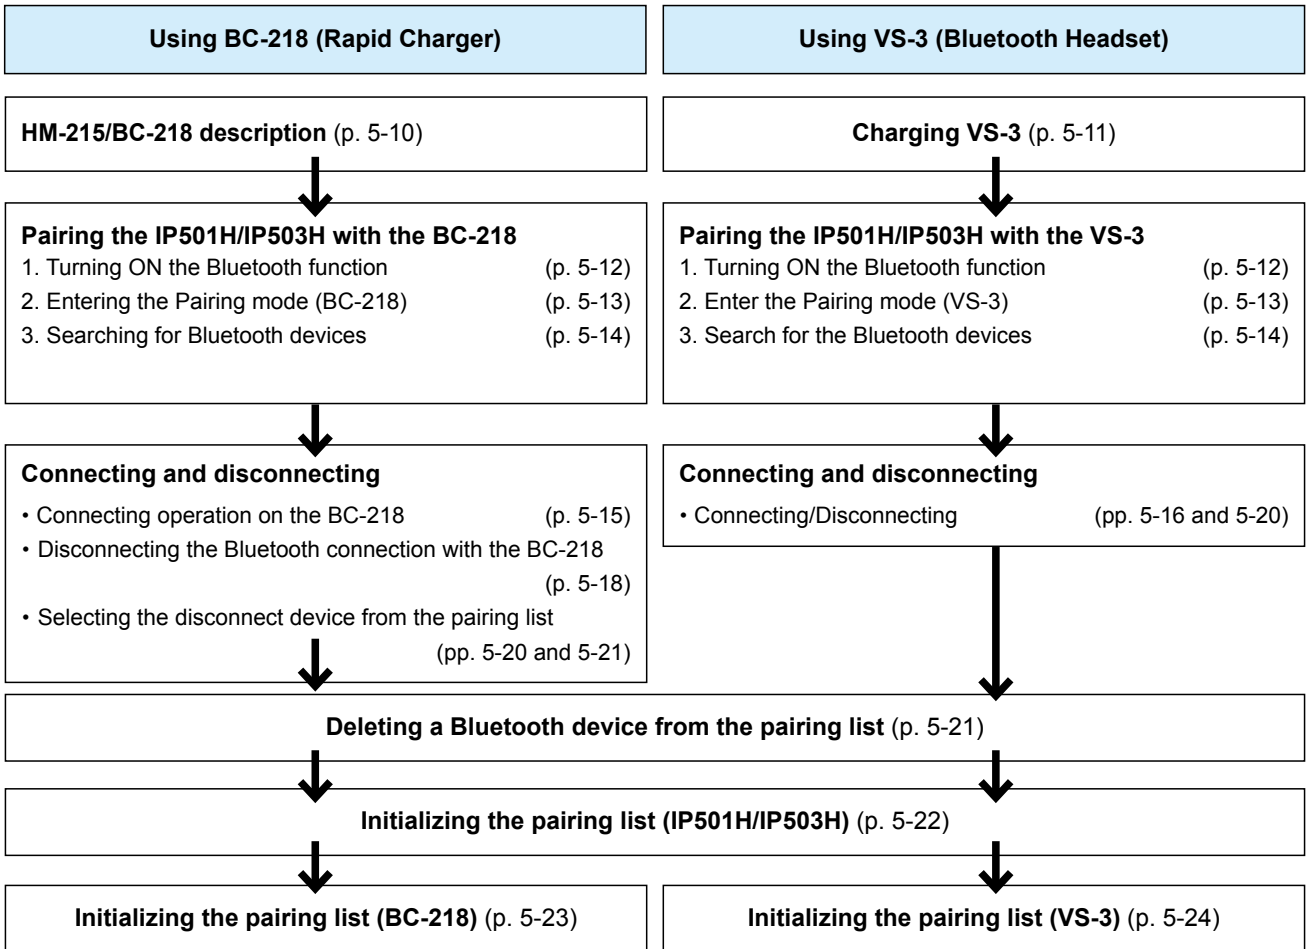 Using BC-218 (Rapid Charger)
HM-215/BC-218 description (p. 5-10)
Pairing the IP501H/IP503H with the BC-218
1. Turning ON the Bluetooth function (p. 5-12)
2. Entering the Pairing mode (BC-218) (p. 5-13)
3. Searching for Bluetooth devices (p. 5-14)
Connecting and disconnecting
• Connecting operation on the BC-218 (p. 5-15)
• Disconnecting the Bluetooth connection with the BC-218
(p. 5-18)
• Selecting the disconnect device from the pairing list
(pp. 5-20 and 5-21)
Using VS-3 (Bluetooth Headset)
Charging VS-3 (p. 5-11)
Pairing the IP501H/IP503H with the VS-3
1. Turning ON the Bluetooth function (p. 5-12)
2. Enter the Pairing mode (VS-3) (p. 5-13)
3. Search for the Bluetooth devices (p. 5-14)
Connecting and disconnecting
• Connecting/Disconnecting (pp. 5-16 and 5-20)
Deleting a Bluetooth device from the pairing list (p. 5-21)
Initializing the pairing list (IP501H/IP503H) (p. 5-22)
Initializing the pairing list (BC-218) (p. 5-23)
Initializing the pairing list (VS-3) (p. 5-24)